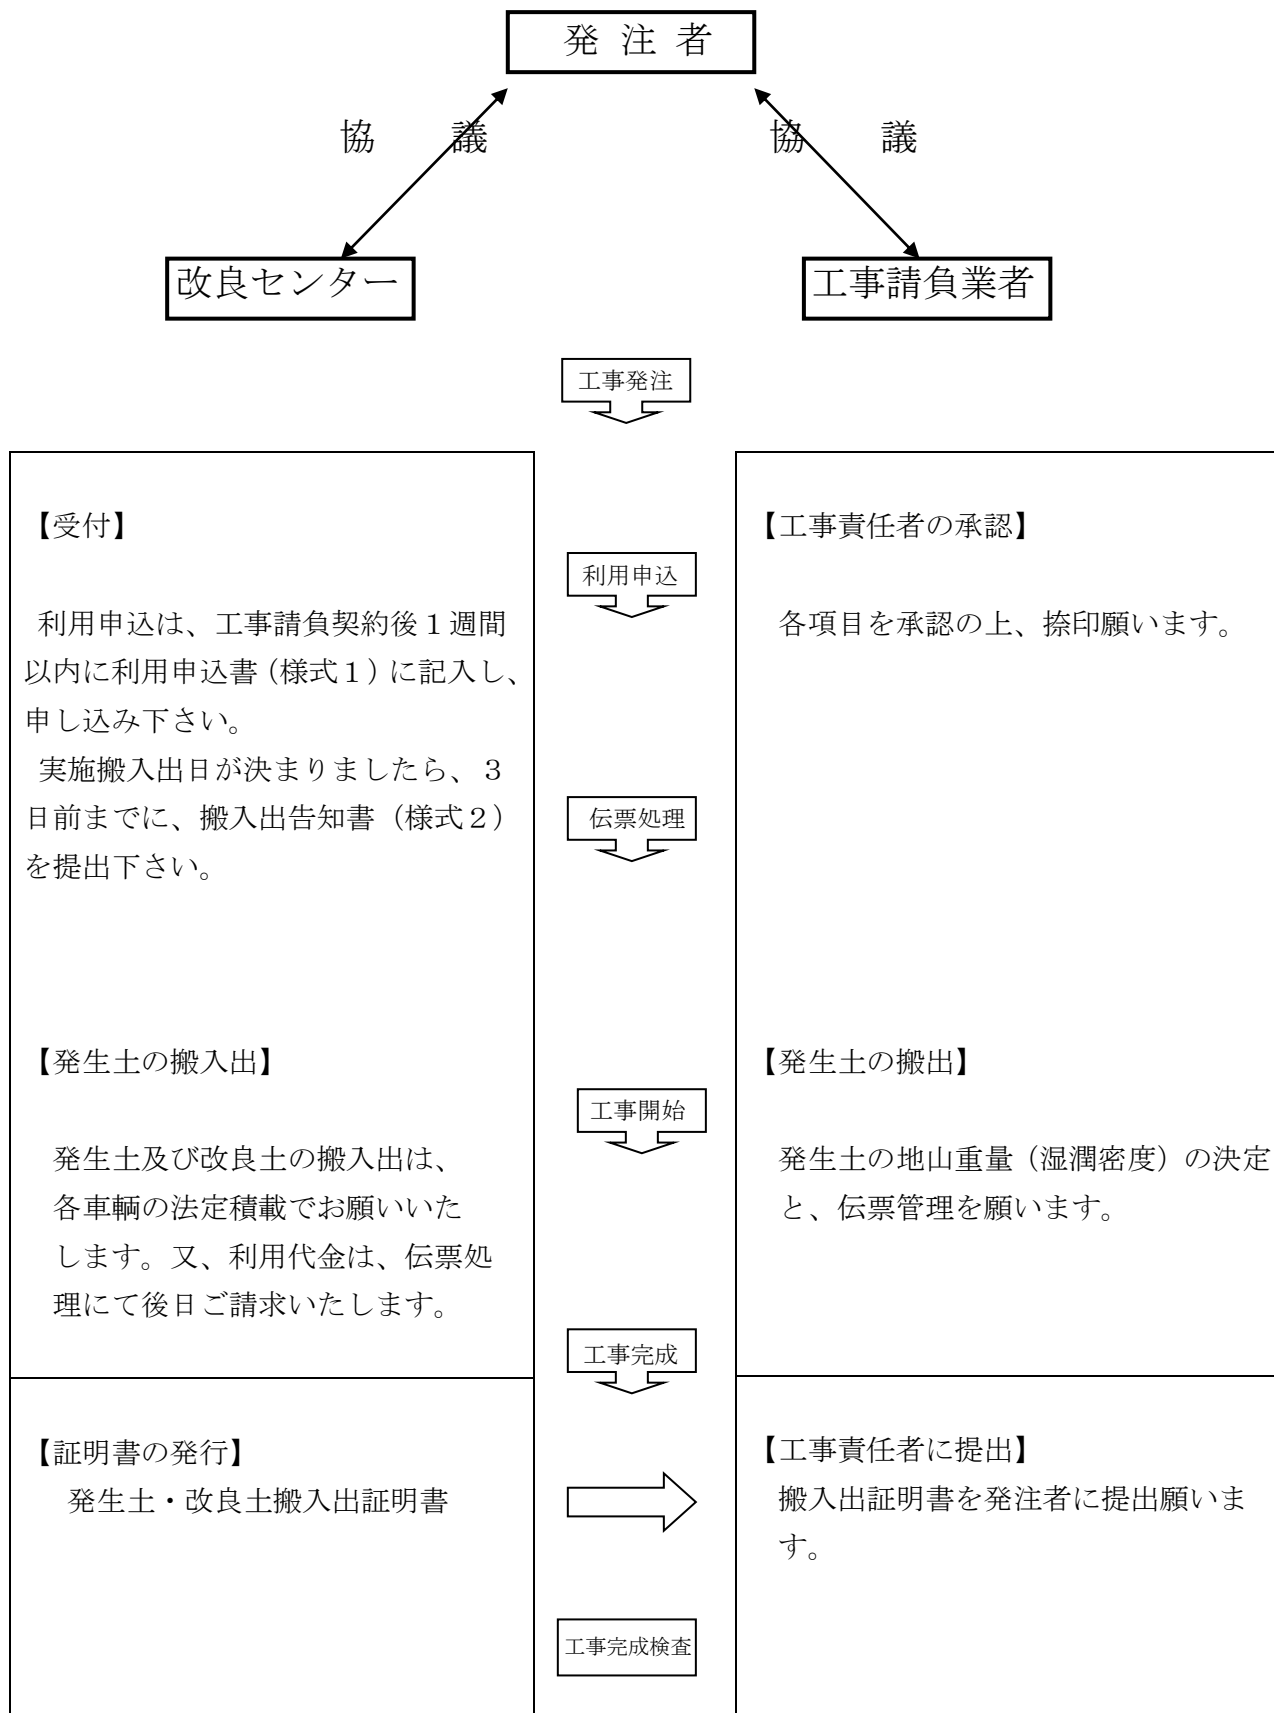 発 注 者
協 議
協 議
改良センター
工事請負業者
工事発注
【受付】
利用申込は、工事請負契約後１週間
以内に利用申込書（様式１）に記入し、
申し込み下さい。
実施搬入出日が決まりましたら、３
日前までに、搬入出告知書（様式２）
を提出下さい。
【発生土の搬入出】
発生土及び改良土の搬入出は、
各車輌の法定積載でお願いいた
します。又、利用代金は、伝票処
理にて後日ご請求いたします。
【証明書の発行】
発生土・改良土搬入出証明書
利用申込
伝票処理
工事開始
工事完成
工事完成検査
【工事責任者の承認】
各項目を承認の上、捺印願います。
【発生土の搬出】
発生土の地山重量（湿潤密度）の決定
と、伝票管理を願います。
【工事責任者に提出】
搬入出証明書を発注者に提出願いま
す。